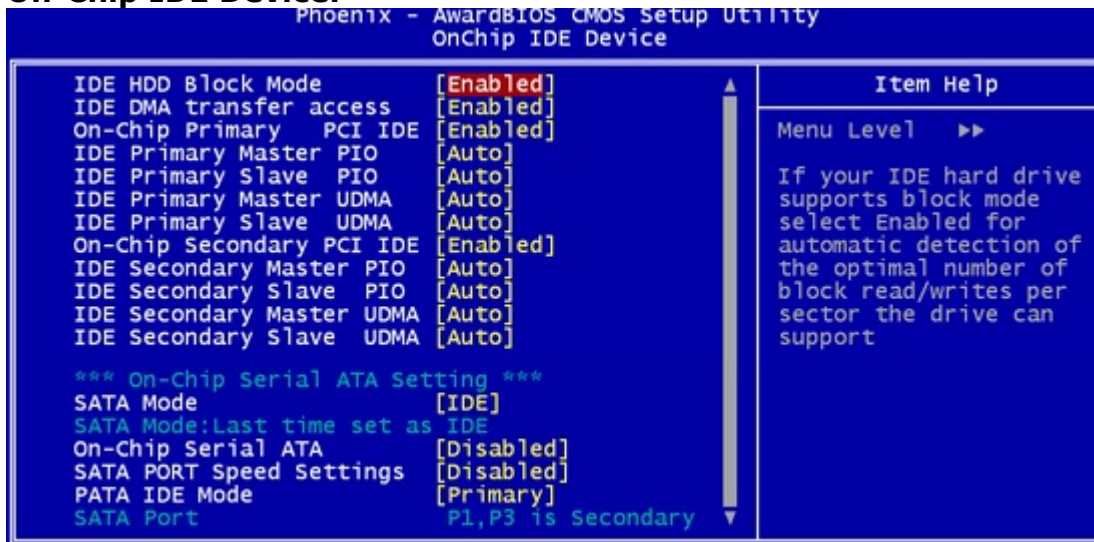 Phoenix - AwardBIOS CMOS Setup Utility
OnChip IDE Device
IDE HDD Block Mode [Enabled]
IDE DMA transfer access [Enabled]
On-Chip Primary PCI IDE [Enabled]
IDE Primary Master PIO [Auto]
IDE Primary Slave PIO [Auto]
IDE Primary Master UDMA [Auto]
IDE Primary Slave UDMA [Auto]
On-Chip Secondary PCI IDE [Enabled]
IDE Secondary Master PIO [Auto]
IDE Secondary Slave PIO [Auto]
IDE Secondary Master UDMA [Auto]
IDE Secondary Slave UDMA [Auto]
*** On-Chip Serial ATA Setting ***
SATA Mode [IDE]
SATA Mode:Last time set as IDE
On-Chip Serial ATA [Disabled]
SATA PORT Speed Settings [Disabled]
PATA IDE Mode [Primary]
SATA Port P1,P3 is Secondary
Item Help
Menu Level ▸▸
If your IDE hard drive
supports block mode
select Enabled for
automatic detection of
the optimal number of
block read/writes per
sector the drive can
support